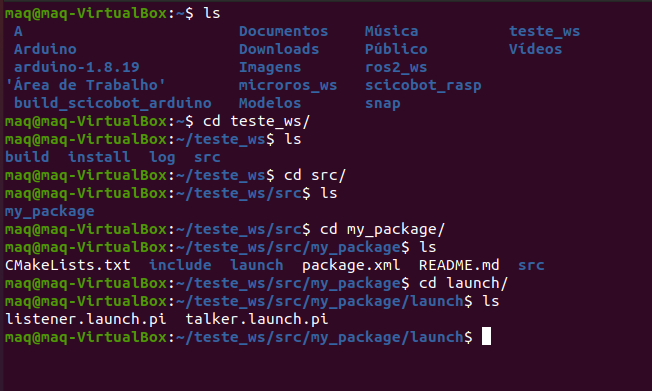 maq@maq-VirtualBox:~$ ls
 A                        Documentos    Música          teste_ws
 Arduino                  Downloads     Público         Vídeos
 arduino-1.8.19           Imagens       ros2_ws
'Área de Trabalho'        microros_ws   scicobot_rasp
 build_scicobot_arduino   Modelos       snap
maq@maq-VirtualBox:~$ cd teste_ws/
maq@maq-VirtualBox:~/teste_ws$ ls
build  install  log  src
maq@maq-VirtualBox:~/teste_ws$ cd src/
maq@maq-VirtualBox:~/teste_ws/src$ ls
my_package
maq@maq-VirtualBox:~/teste_ws/src$ cd my_package/
maq@maq-VirtualBox:~/teste_ws/src/my_package$ ls
CMakeLists.txt  include  launch  package.xml  README.md  src
maq@maq-VirtualBox:~/teste_ws/src/my_package$ cd launch/
maq@maq-VirtualBox:~/teste_ws/src/my_package/launch$ ls
listener.launch.pi  talker.launch.pi
maq@maq-VirtualBox:~/teste_ws/src/my_package/launch$